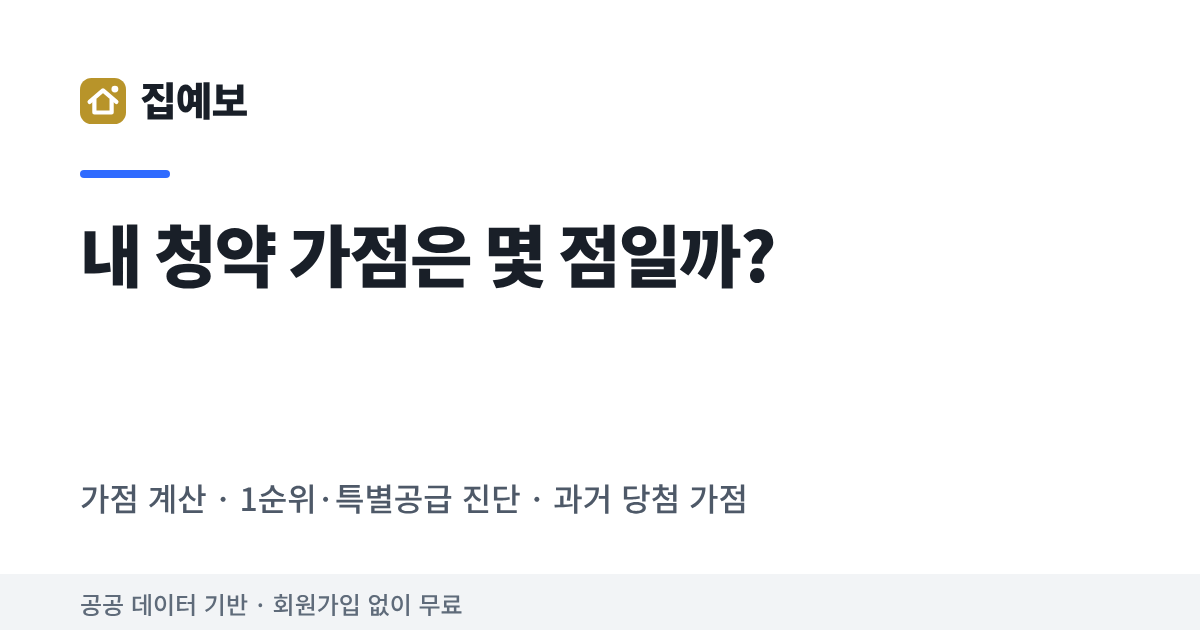 집예보
내 청약 가점은 몇 점일까?
가점 계산 · 1순위·특별공급 진단 · 과거 당첨 가점
공공 데이터 기반 · 회원가입 없이 무료